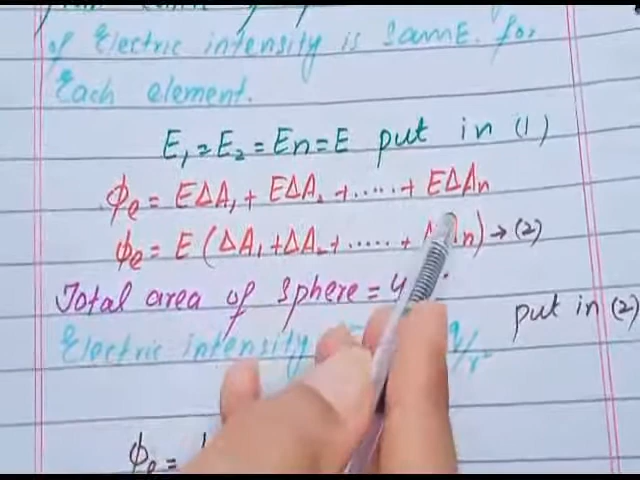 of Electric intensity is same. for
Each element.
E₁=E₂=En=E put in (1)
ϕe = EΔA₁ + EΔA₂ +.....+ EΔAn
ϕe = E (ΔA₁+ΔA₂+.....+ ΔAn) → (2)
Total area of sphere = 4
put in (2)
Electric intensity q/r
ϕe =